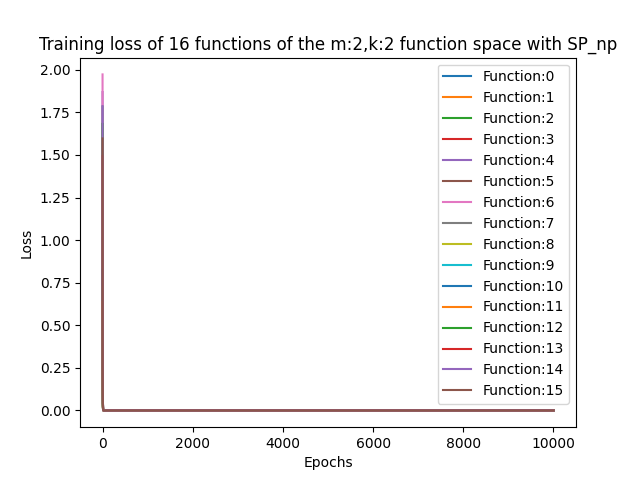 Training loss of 16 functions of the m:2,k:2 function space with SP_np
2.00
1.75
1.50
1.25
1.00
0.75
0.50
0.25
0.00
Loss
Function:0
Function:1
Function:2
Function:3
Function:4
Function:5
Function:6
Function:7
Function:8
Function:9
Function:10
Function:11
Function:12
Function:13
Function:14
Function:15
0 2000 4000 6000 8000 10000
Epochs